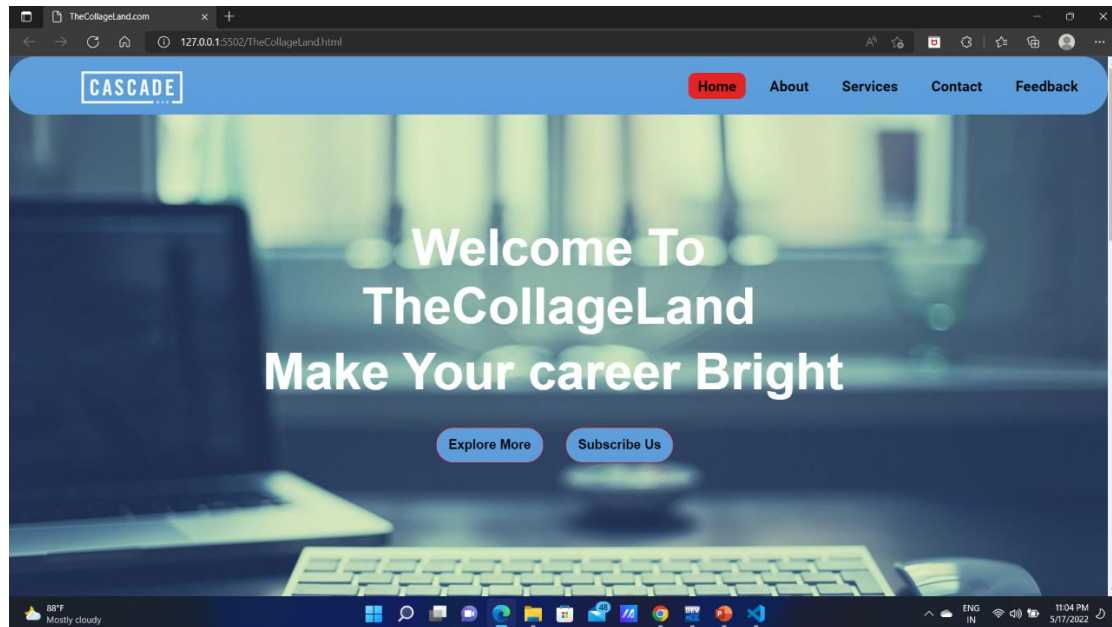 TheCollageLand.com
127.0.0.1:5502/TheCollageLand.html
CASCADE
Home About Services Contact Feedback
Welcome To
TheCollageLand
Make Your career Bright
Explore More Subscribe Us
88°F
Mostly cloudy
48
ENG
IN
11:04 PM
5/17/2022